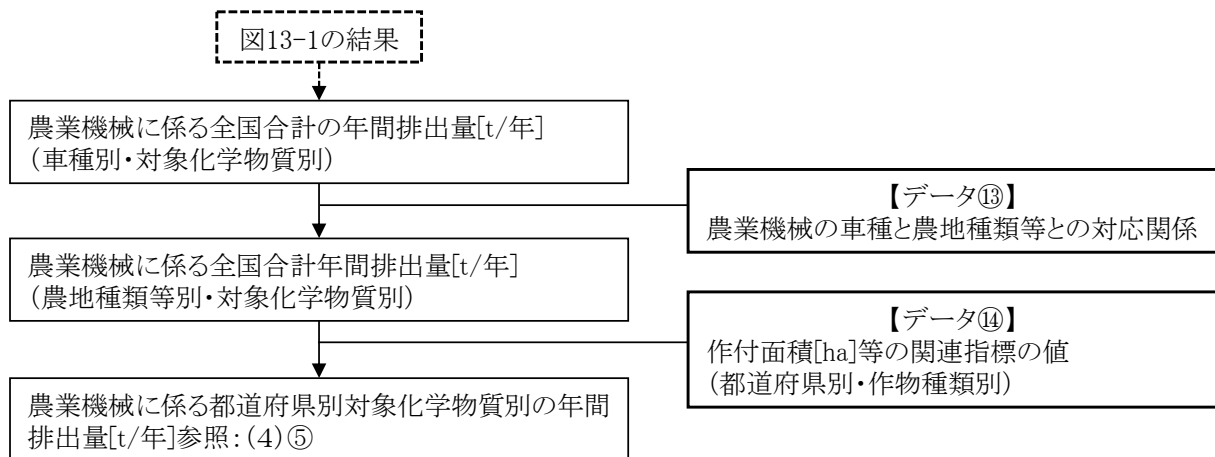 図13-1の結果
農業機械に係る全国合計の年間排出量[t/年]
(車種別・対象化学物質別)
【データ⑬】
農業機械の車種と農地種類等との対応関係
農業機械に係る全国合計年間排出量[t/年]
(農地種類等別・対象化学物質別)
【データ⑭】
作付面積[ha]等の関連指標の値
(都道府県別・作物種類別)
農業機械に係る都道府県別対象化学物質別の年間
排出量[t/年]参照:(4)⑤